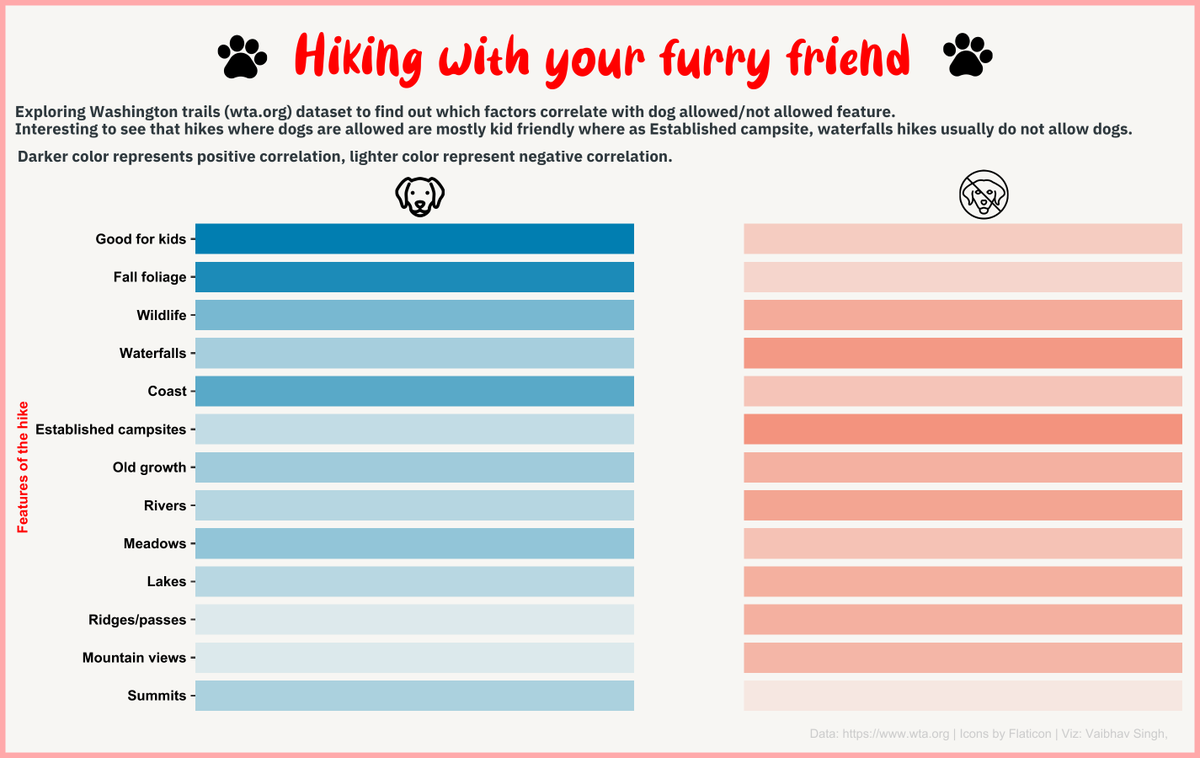 Hiking with your furry friend
Exploring Washington trails (wta.org) dataset to find out which factors correlate with dog allowed/not allowed feature.
Interesting to see that hikes where dogs are allowed are mostly kid friendly where as Established campsite, waterfalls hikes usually do not allow dogs.
Darker color represents positive correlation, lighter color represent negative correlation.
Features of the hike
Good for kids
Fall foliage
Wildlife
Waterfalls
Coast
Established campsites
Old growth
Rivers
Meadows
Lakes
Ridges/passes
Mountain views
Summits
Data: https://www.wta.org | Icons by Flaticon | Viz: Vaibhav Singh,